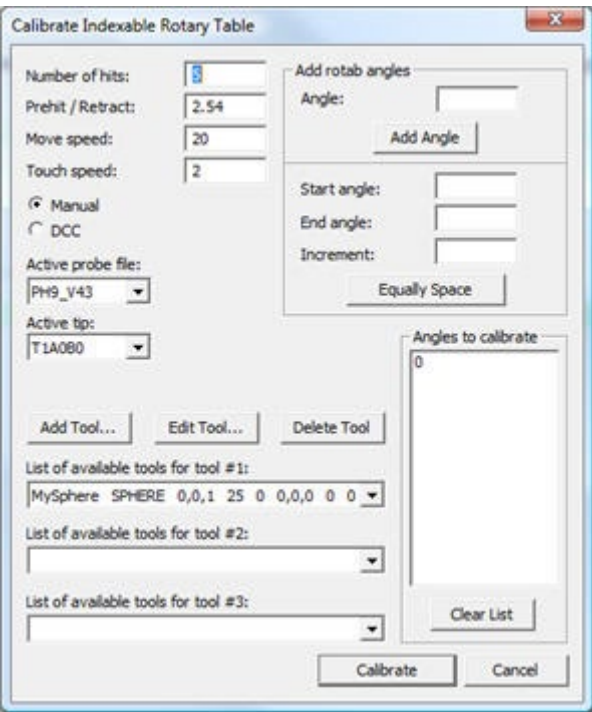 Calibrate Indexable Rotary Table
Number of hits: 5
Prehit / Retract: 2.54
Move speed: 20
Touch speed: 2
Manual
DCC
Active probe file:
PH9_V43
Active tip:
T1A0B0
Add rotab angles
Angle:
Add Angle
Start angle:
End angle:
Increment:
Equally Space
Angles to calibrate
0
Add Tool...  Edit Tool...  Delete Tool
List of available tools for tool #1:
MySphere SPHERE 0,0,1 25 0 0,0,0 0 0
List of available tools for tool #2:
List of available tools for tool #3:
Clear List
Calibrate  Cancel